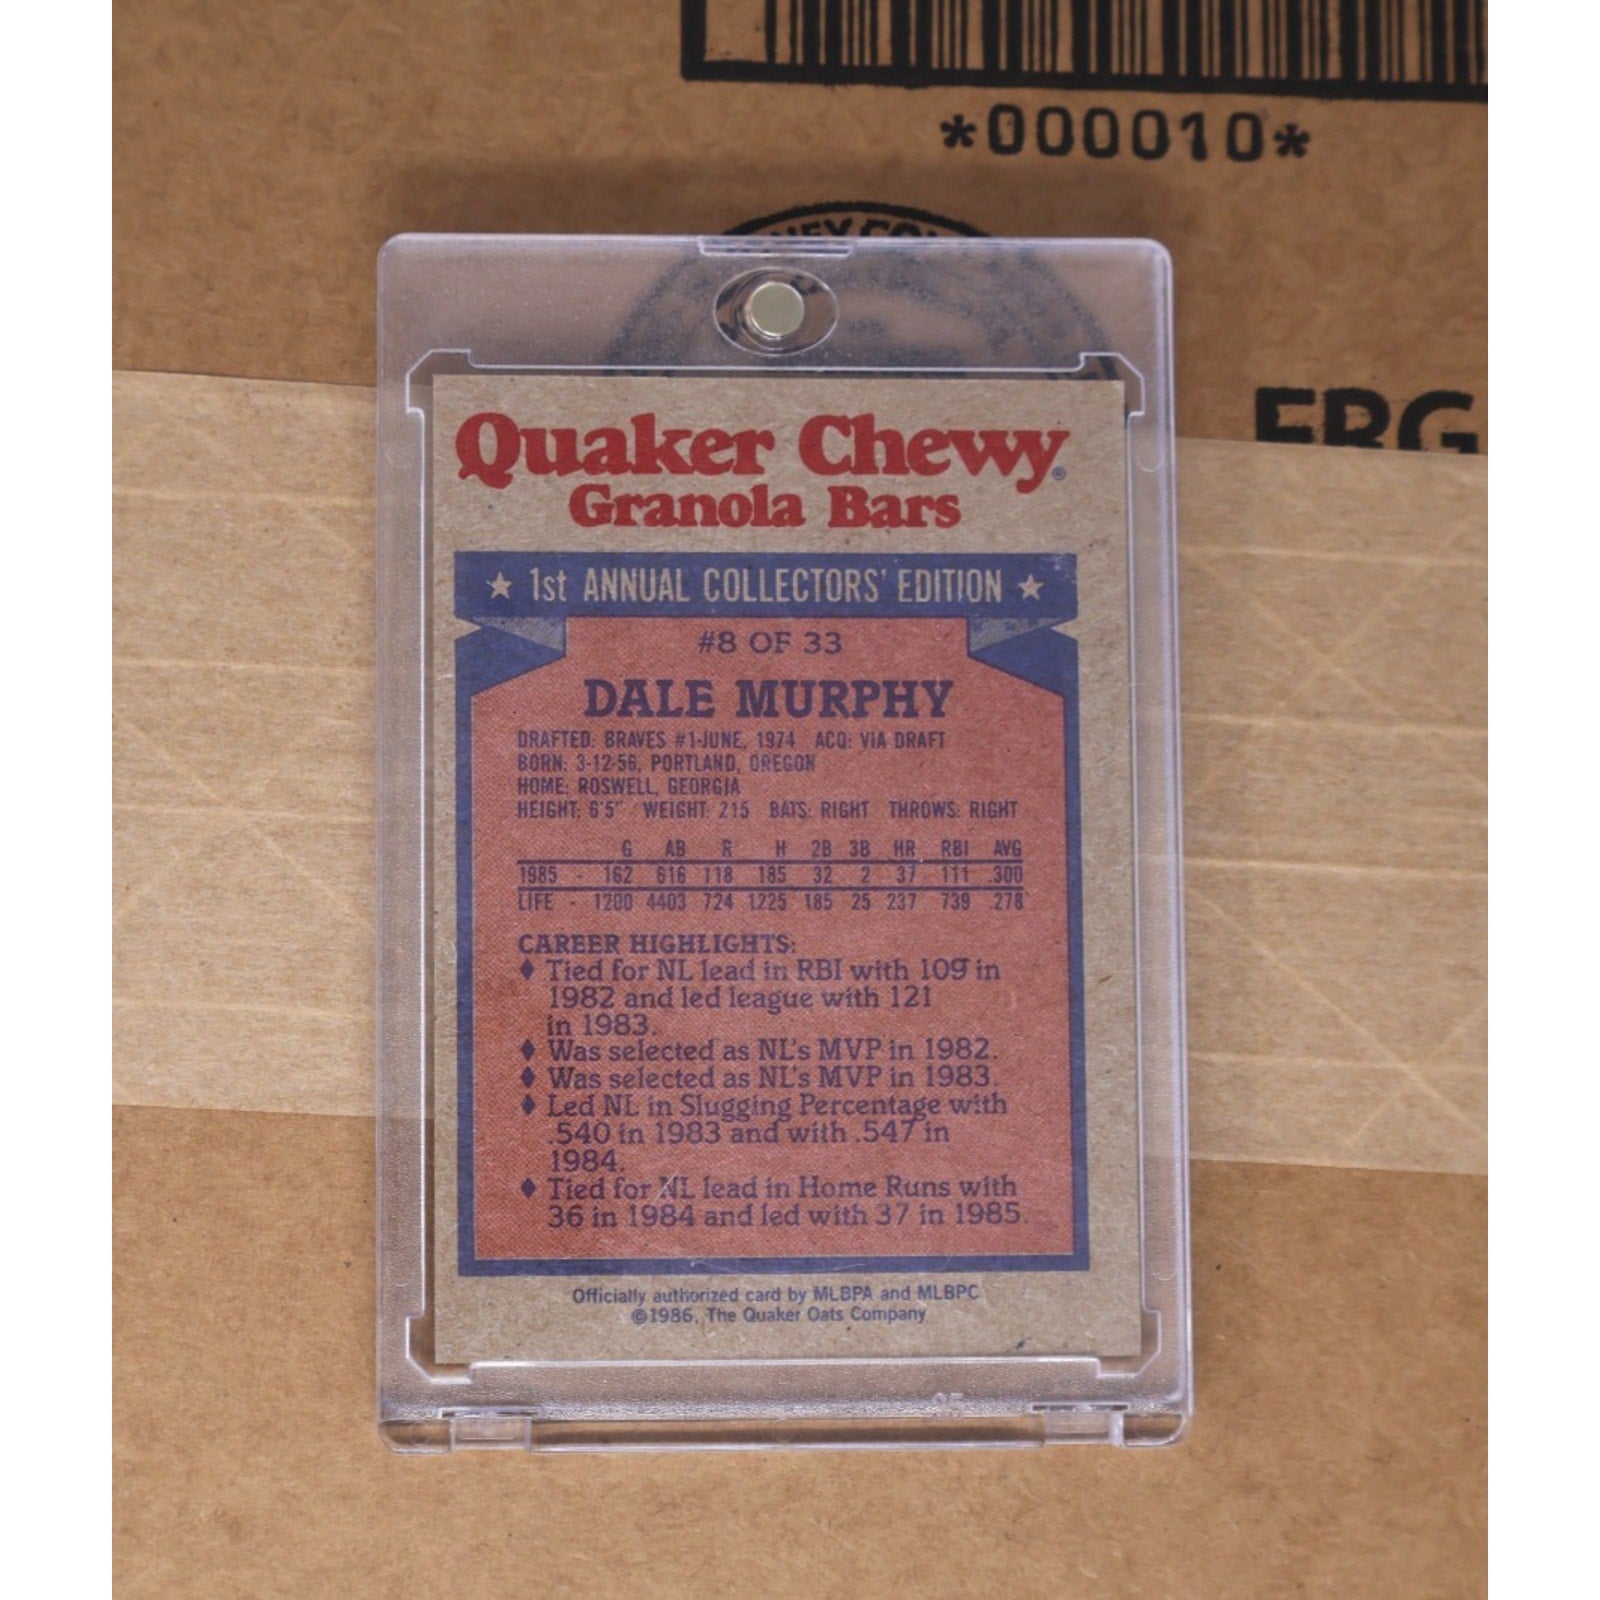 *000010*
FRG
Quaker Chewy®
Granola Bars
★ 1st ANNUAL COLLECTORS' EDITION ★
#8 OF 33
DALE MURPHY
DRAFTED: BRAVES #1-JUNE, 1974 ACQ: VIA DRAFT
BORN: 3-12-56, PORTLAND, OREGON
HOME: ROSWELL, GEORGIA
HEIGHT: 6'5" WEIGHT: 215 BATS: RIGHT THROWS: RIGHT
G AB R H 2B 3B HR RBI AVG
1985 - 162 616 118 185 32 2 37 111 .300
LIFE - 1200 4403 724 1225 185 25 237 739 .278
CAREER HIGHLIGHTS:
♦ Tied for NL lead in RBI with 109 in
1982 and led league with 121
in 1983.
♦ Was selected as NL's MVP in 1982.
♦ Was selected as NL's MVP in 1983.
♦ Led NL in Slugging Percentage with
.540 in 1983 and with .547 in
1984.
♦ Tied for NL lead in Home Runs with
36 in 1984 and led with 37 in 1985.
Officially authorized card by MLBPA and MLBPC
©1986, The Quaker Oats Company